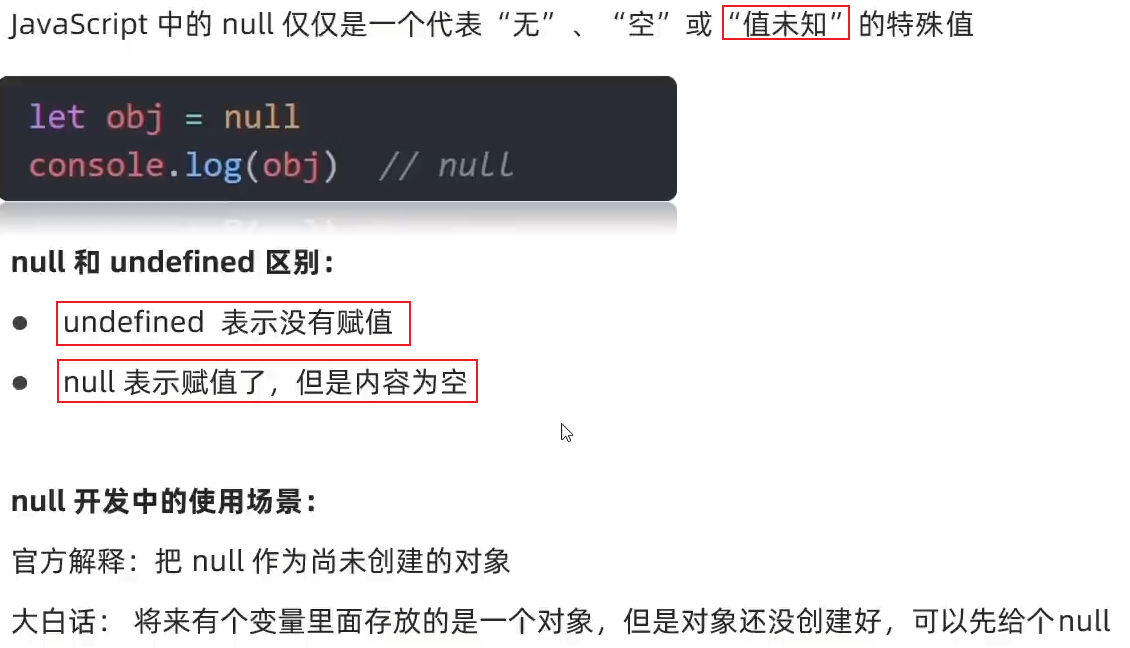 JavaScript 中的 null 仅仅是一个代表“无”、“空”或“值未知”的特殊值
let obj = null
console.log(obj)  // null
null 和 undefined 区别：
● undefined 表示没有赋值
● null 表示赋值了，但是内容为空
null 开发中的使用场景：
官方解释：把 null 作为尚未创建的对象
大白话： 将来有个变量里面存放的是一个对象，但是对象还没创建好，可以先给个null